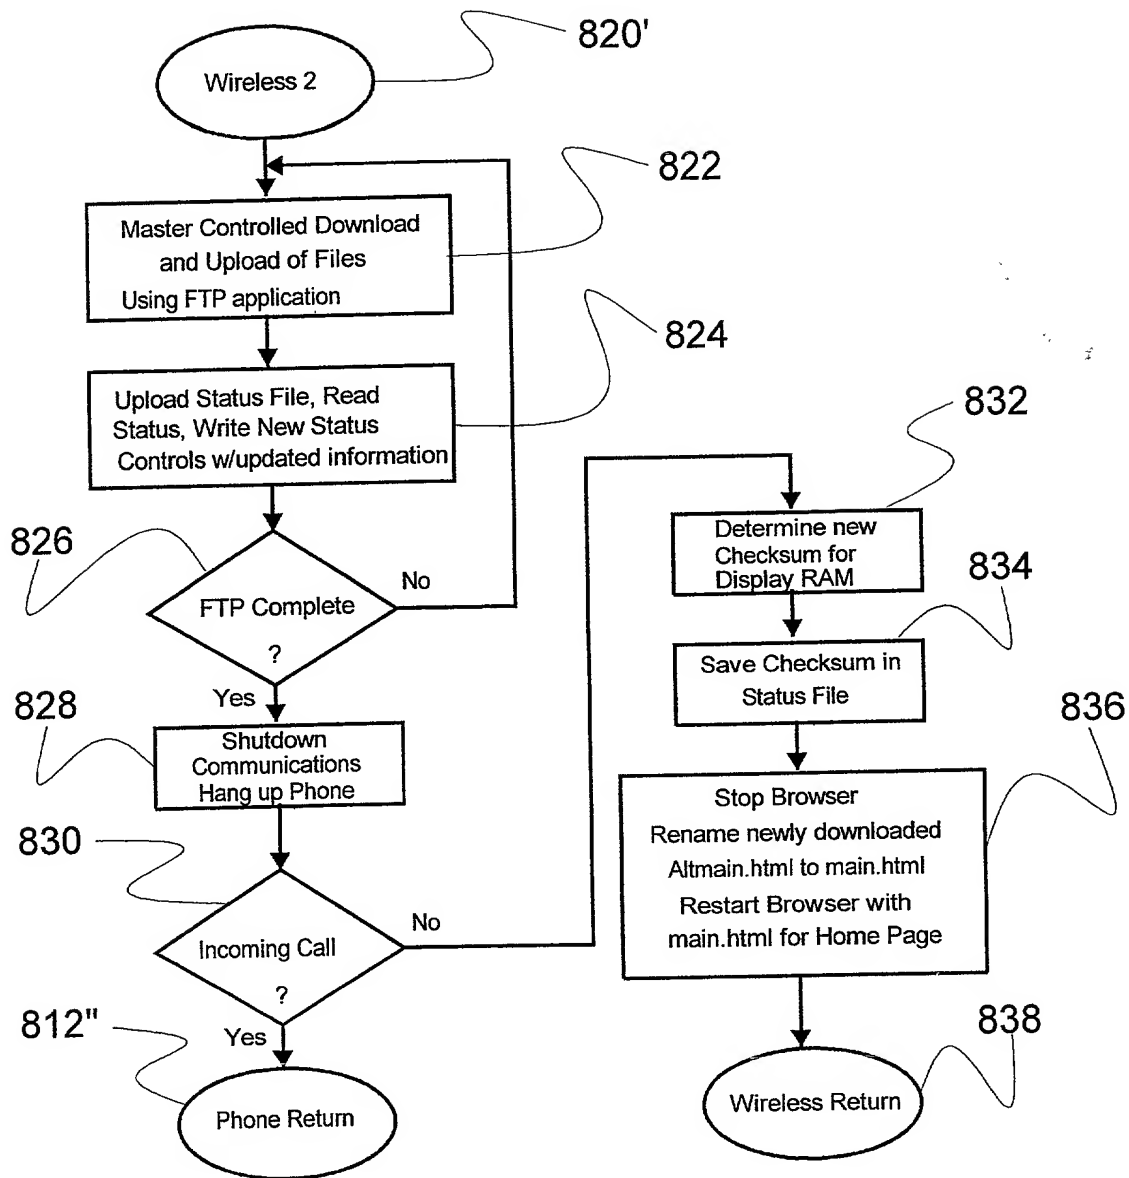 820'
Wireless 2
822
Master Controlled Download
and Upload of Files
Using FTP application
824
Upload Status File, Read
Status, Write New Status
Controls w/updated information
826
FTP Complete
?
No
Yes
828
Shutdown
Communications
Hang up Phone
830
Incoming Call
?
No
Yes
812"
Phone Return
832
Determine new
Checksum for
Display RAM
834
Save Checksum in
Status File
836
Stop Browser
Rename newly downloaded
Altmain.html to main.html
Restart Browser with
main.html for Home Page
838
Wireless Return